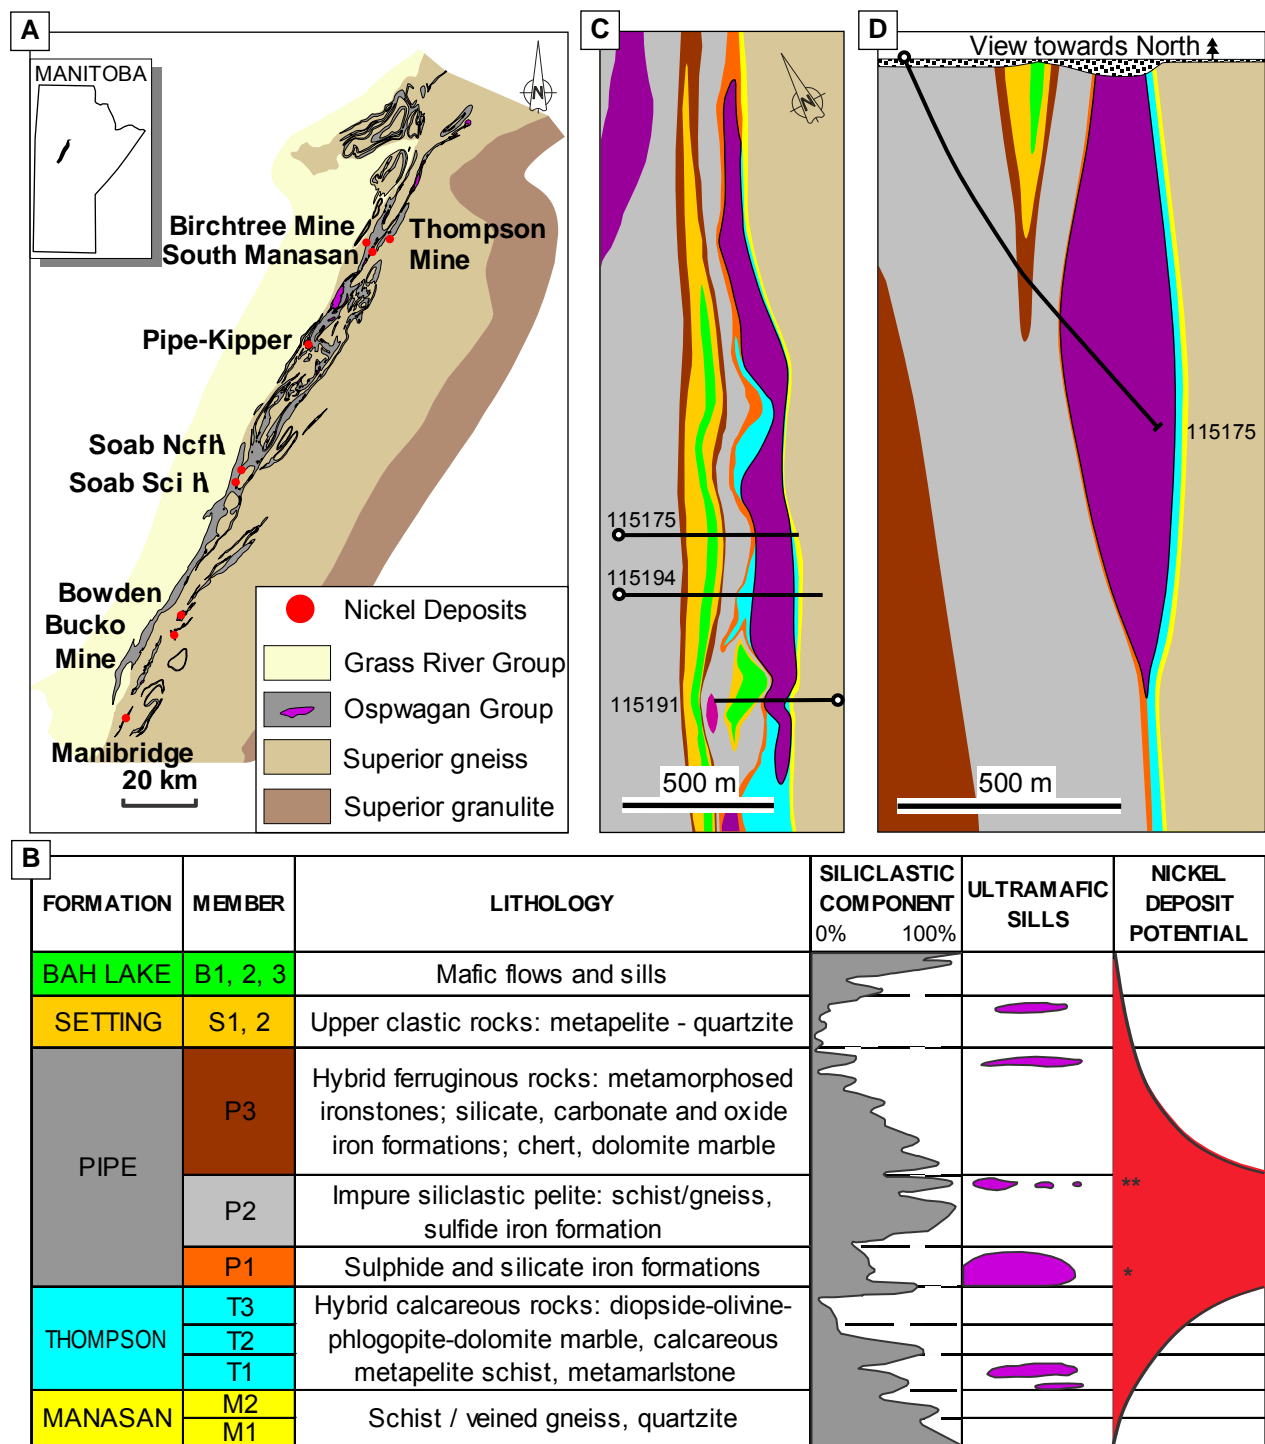 A
MANITOBA
N
Birchtree Mine
South Manasan
Thompson
Mine
Pipe-Kipper
Soab
Soab
Bowden
Bucko
Mine
Manibridge
20 km
Nickel Deposits
Grass River Group
Ospwagan Group
Superior gneiss
Superior granulite
C
N
115175
115194
115191
500 m
D
View towards North
115175
500 m
B
FORMATION
MEMBER
LITHOLOGY
SILICLASTIC
COMPONENT
0% 100%
ULTRAMAFIC
SILLS
NICKEL
DEPOSIT
POTENTIAL
BAH LAKE
B1, 2, 3
Mafic flows and sills
SETTING
S1, 2
Upper clastic rocks: metapelite - quartzite
PIPE
P3
Hybrid ferruginous rocks: metamorphosed
ironstones; silicate, carbonate and oxide
iron formations; chert, dolomite marble
P2
Impure siliclastic pelite: schist/gneiss,
sulfide iron formation
**
P1
Sulphide and silicate iron formations
*
THOMPSON
T3
T2
T1
Hybrid calcareous rocks: diopside-olivine-
phlogopite-dolomite marble, calcareous
metapelite schist, metamarlstone
MANASAN
M2
M1
Schist / veined gneiss, quartzite